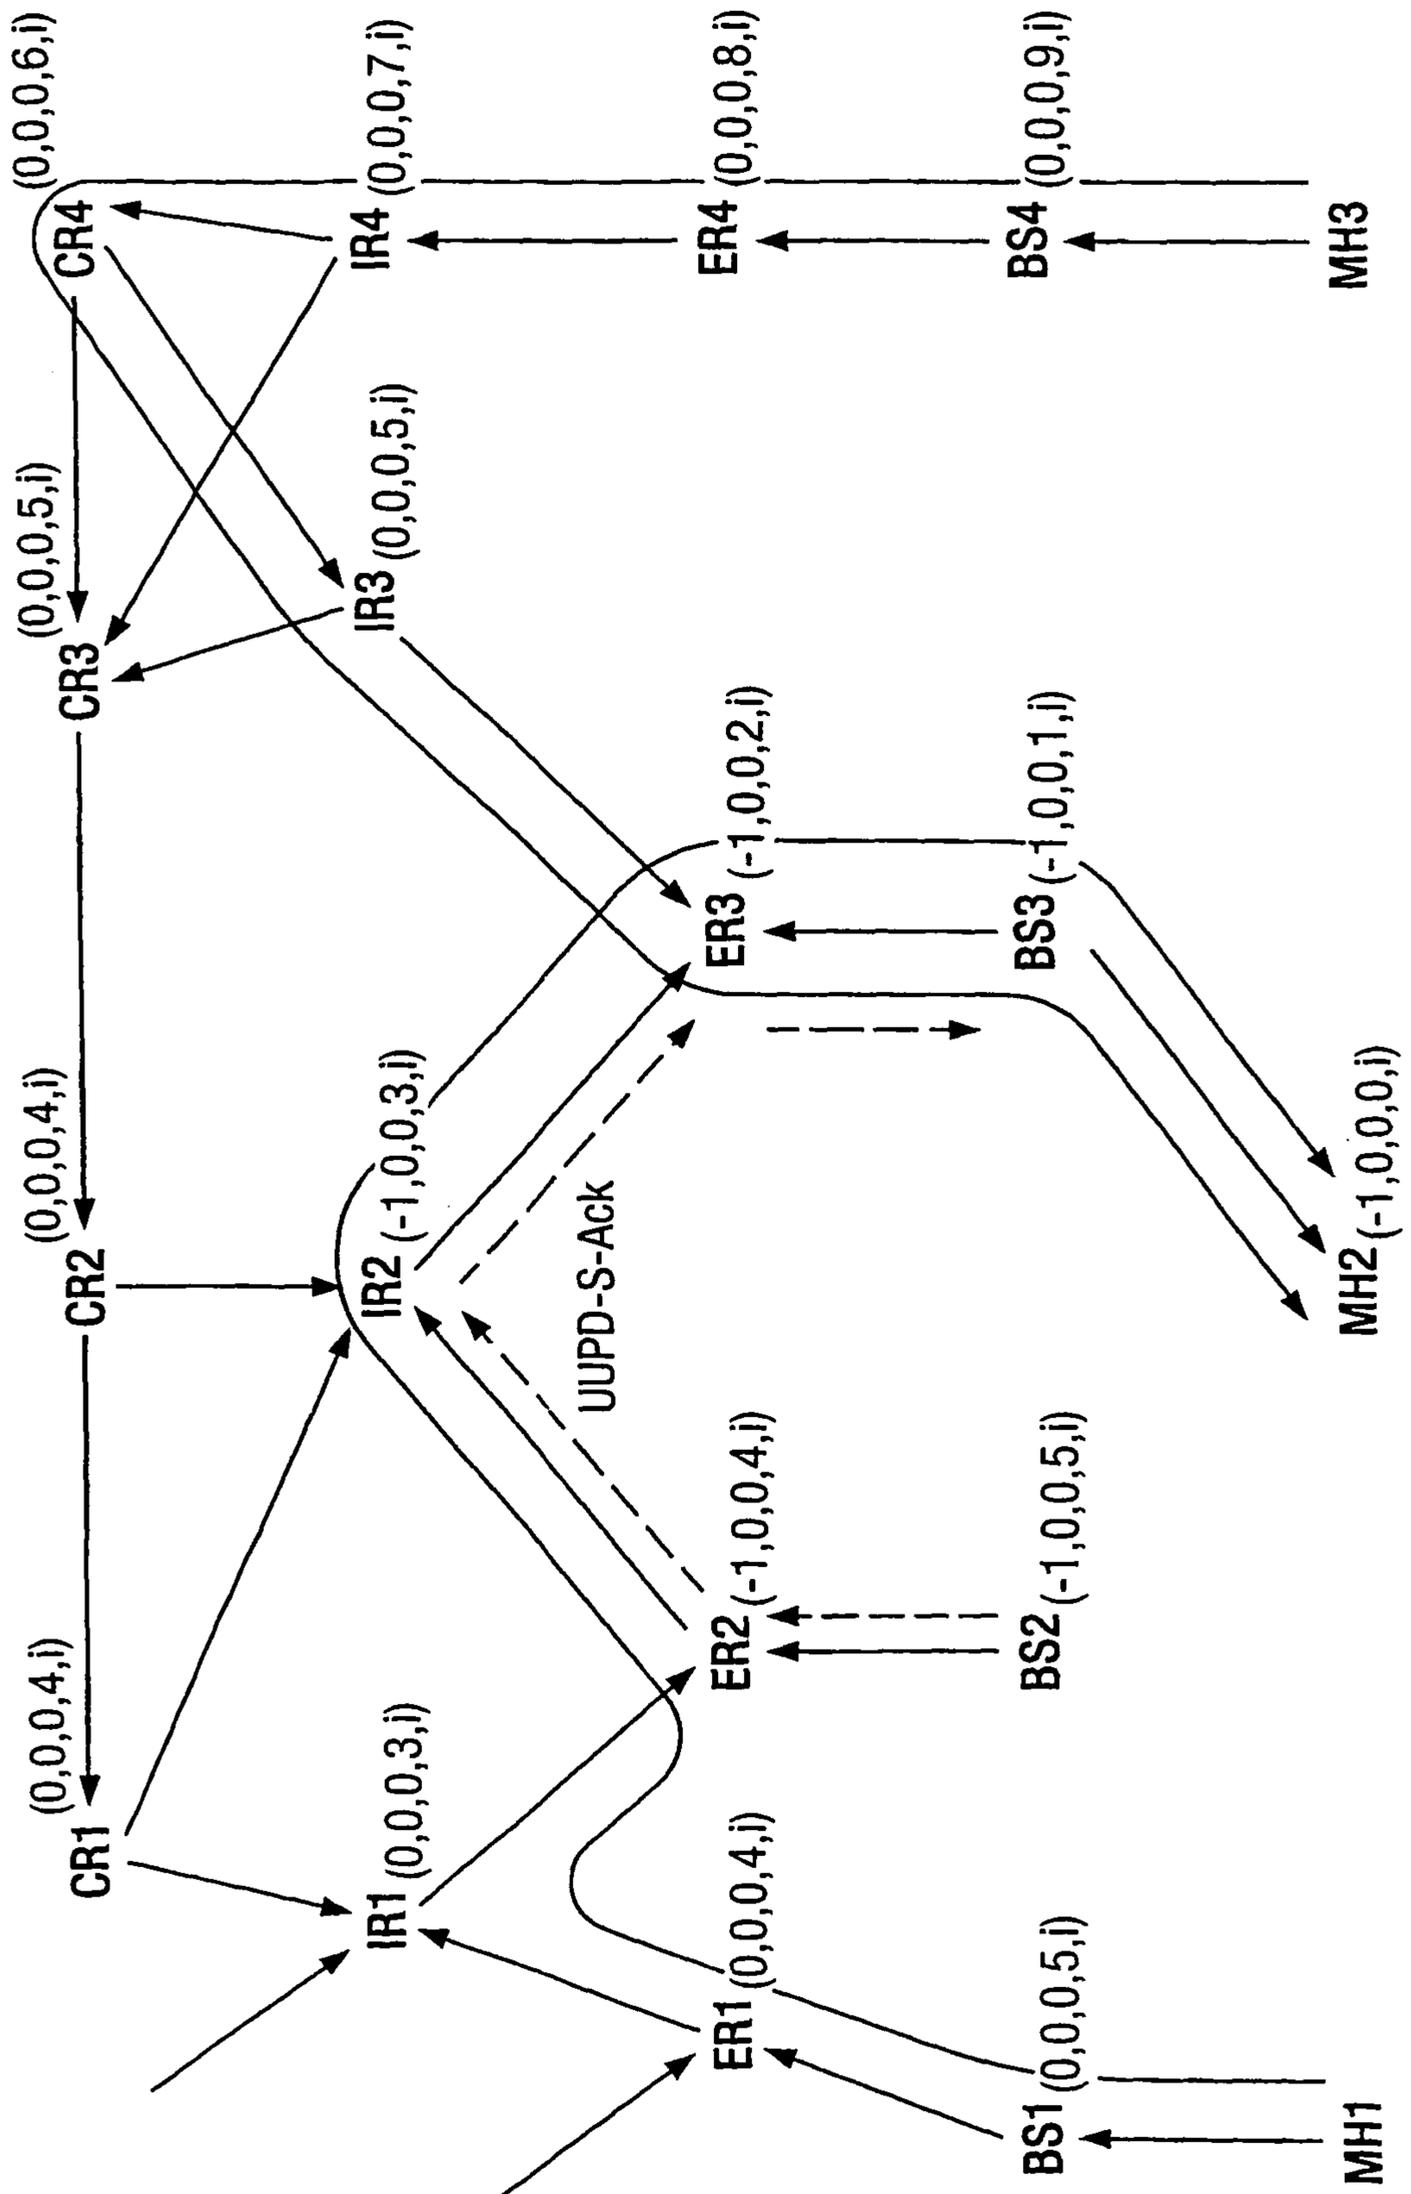 CR1
(0,0,0,4,i)
CR2
(0,0,0,4,i)
CR3
(0,0,0,5,i)
CR4
(0,0,0,6,i)
IR1
(0,0,0,3,i)
IR2
(-1,0,0,3,i)
IR3
(0,0,0,5,i)
IR4
(0,0,0,7,i)
UUPD-S-Ack
ER1
(0,0,0,4,i)
ER2
(-1,0,0,4,i)
ER3
(-1,0,0,2,i)
ER4
(0,0,0,8,i)
BS1
(0,0,0,5,i)
BS2
(-1,0,0,5,i)
BS3
(-1,0,0,1,i)
BS4
(0,0,0,9,i)
MH1
MH2
(-1,0,0,0,i)
MH3